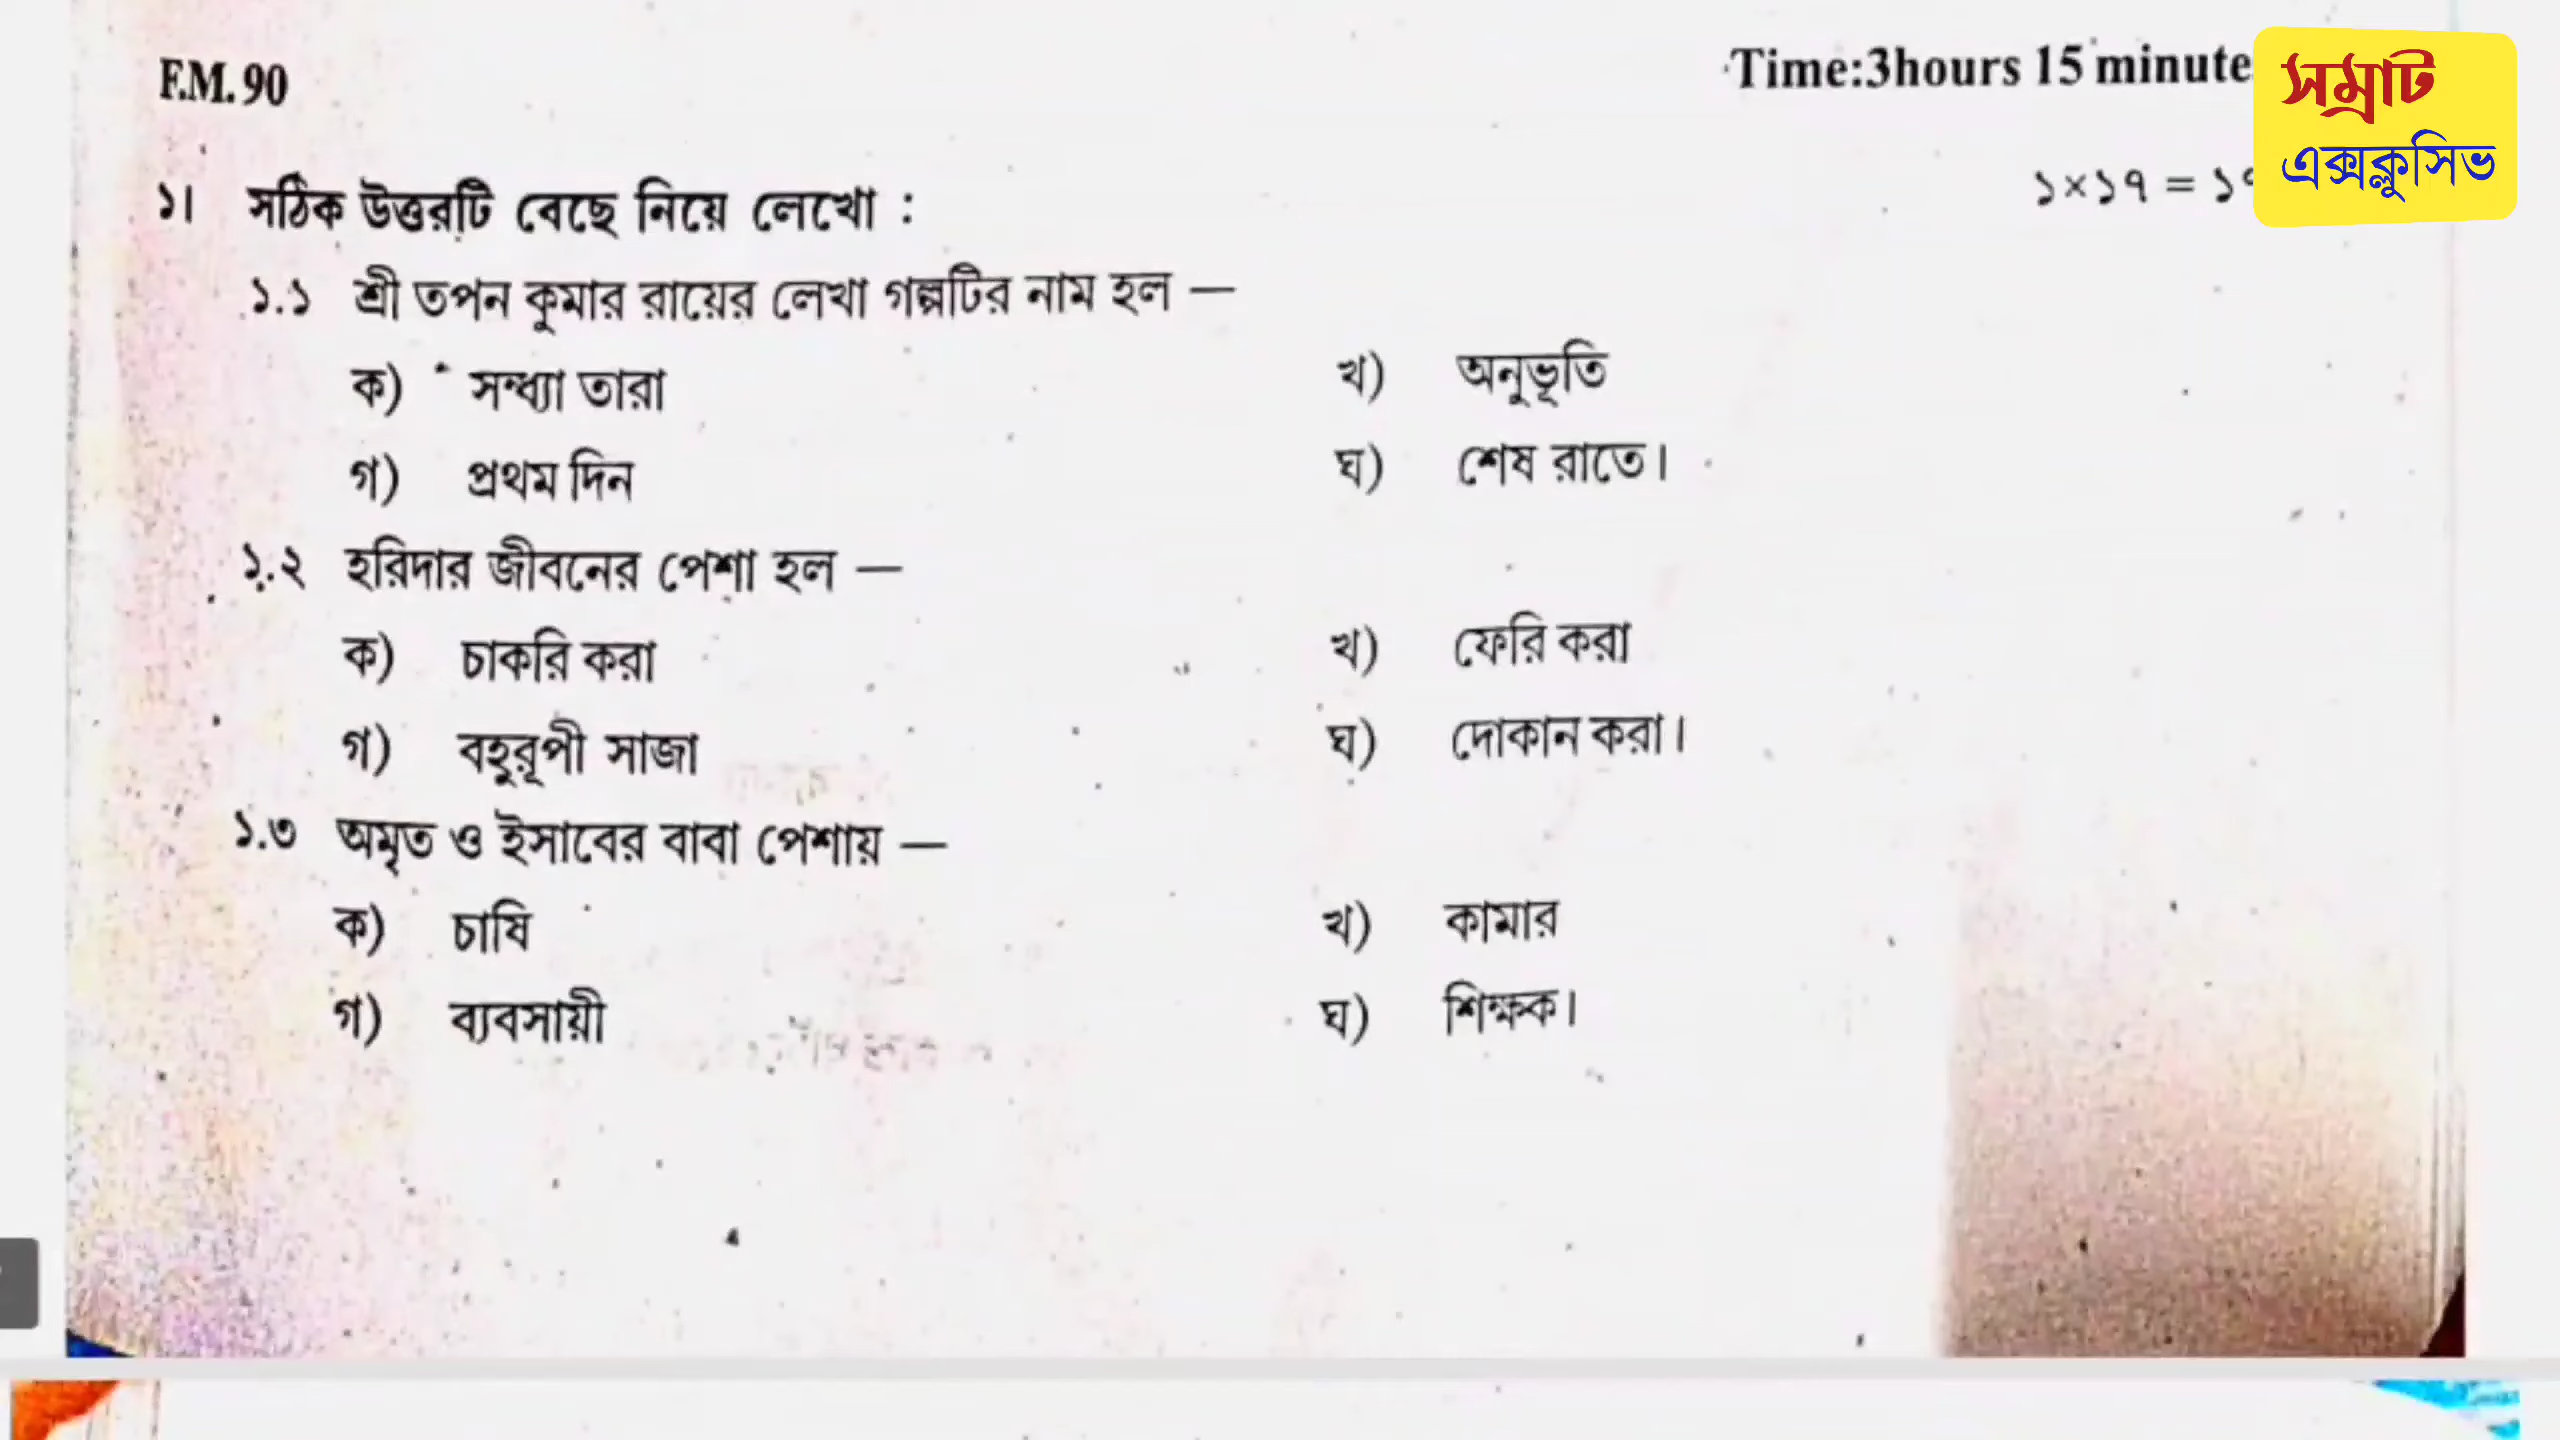 F.M. 90
Time:3hours 15 minute
সম্রাট
এক্সক্লুসিভ
১। সঠিক উত্তরটি বেছে নিয়ে লেখো :
১×১৭ = ১৭
১.১ শ্রী তপন কুমার রায়ের লেখা গল্পটির নাম হল —
ক) সন্ধ্যা তারা
খ) অনুভূতি
গ) প্রথম দিন
ঘ) শেষ রাতে।
১.২ হরিদার জীবনের পেশা হল —
ক) চাকরি করা
খ) ফেরি করা
গ) বহুরূপী সাজা
ঘ) দোকান করা।
১.৩ অমৃত ও ইসাবের বাবা পেশায় —
ক) চাষি
খ) কামার
গ) ব্যবসায়ী
ঘ) শিক্ষক।